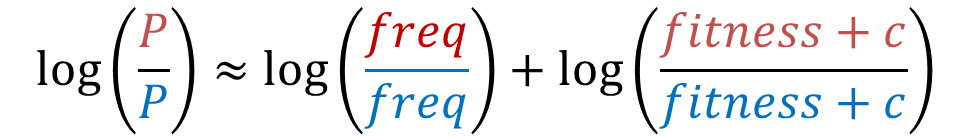 log(P/P) ≈ log(freq/freq) + log((fitness + c)/(fitness + c))